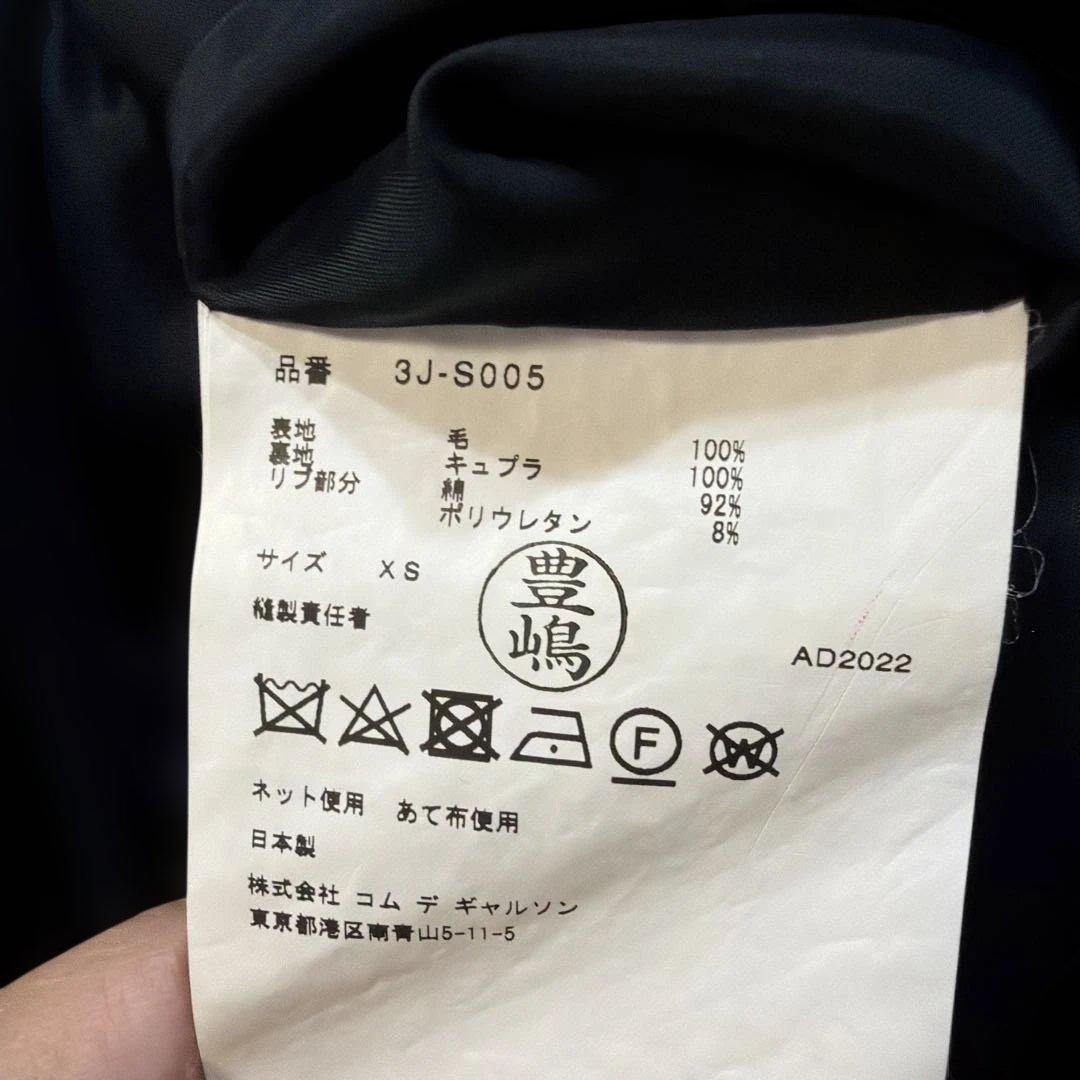 品番 3J-S005
表地 毛 100%
裏地 キュプラ 100%
リブ部分 綿 92%
ポリウレタン 8%
サイズ XS
縫製責任者 豊嶋
AD2022
F W
ネット使用 あて布使用
日本製
株式会社 コム デ ギャルソン
東京都港区南青山5-11-5